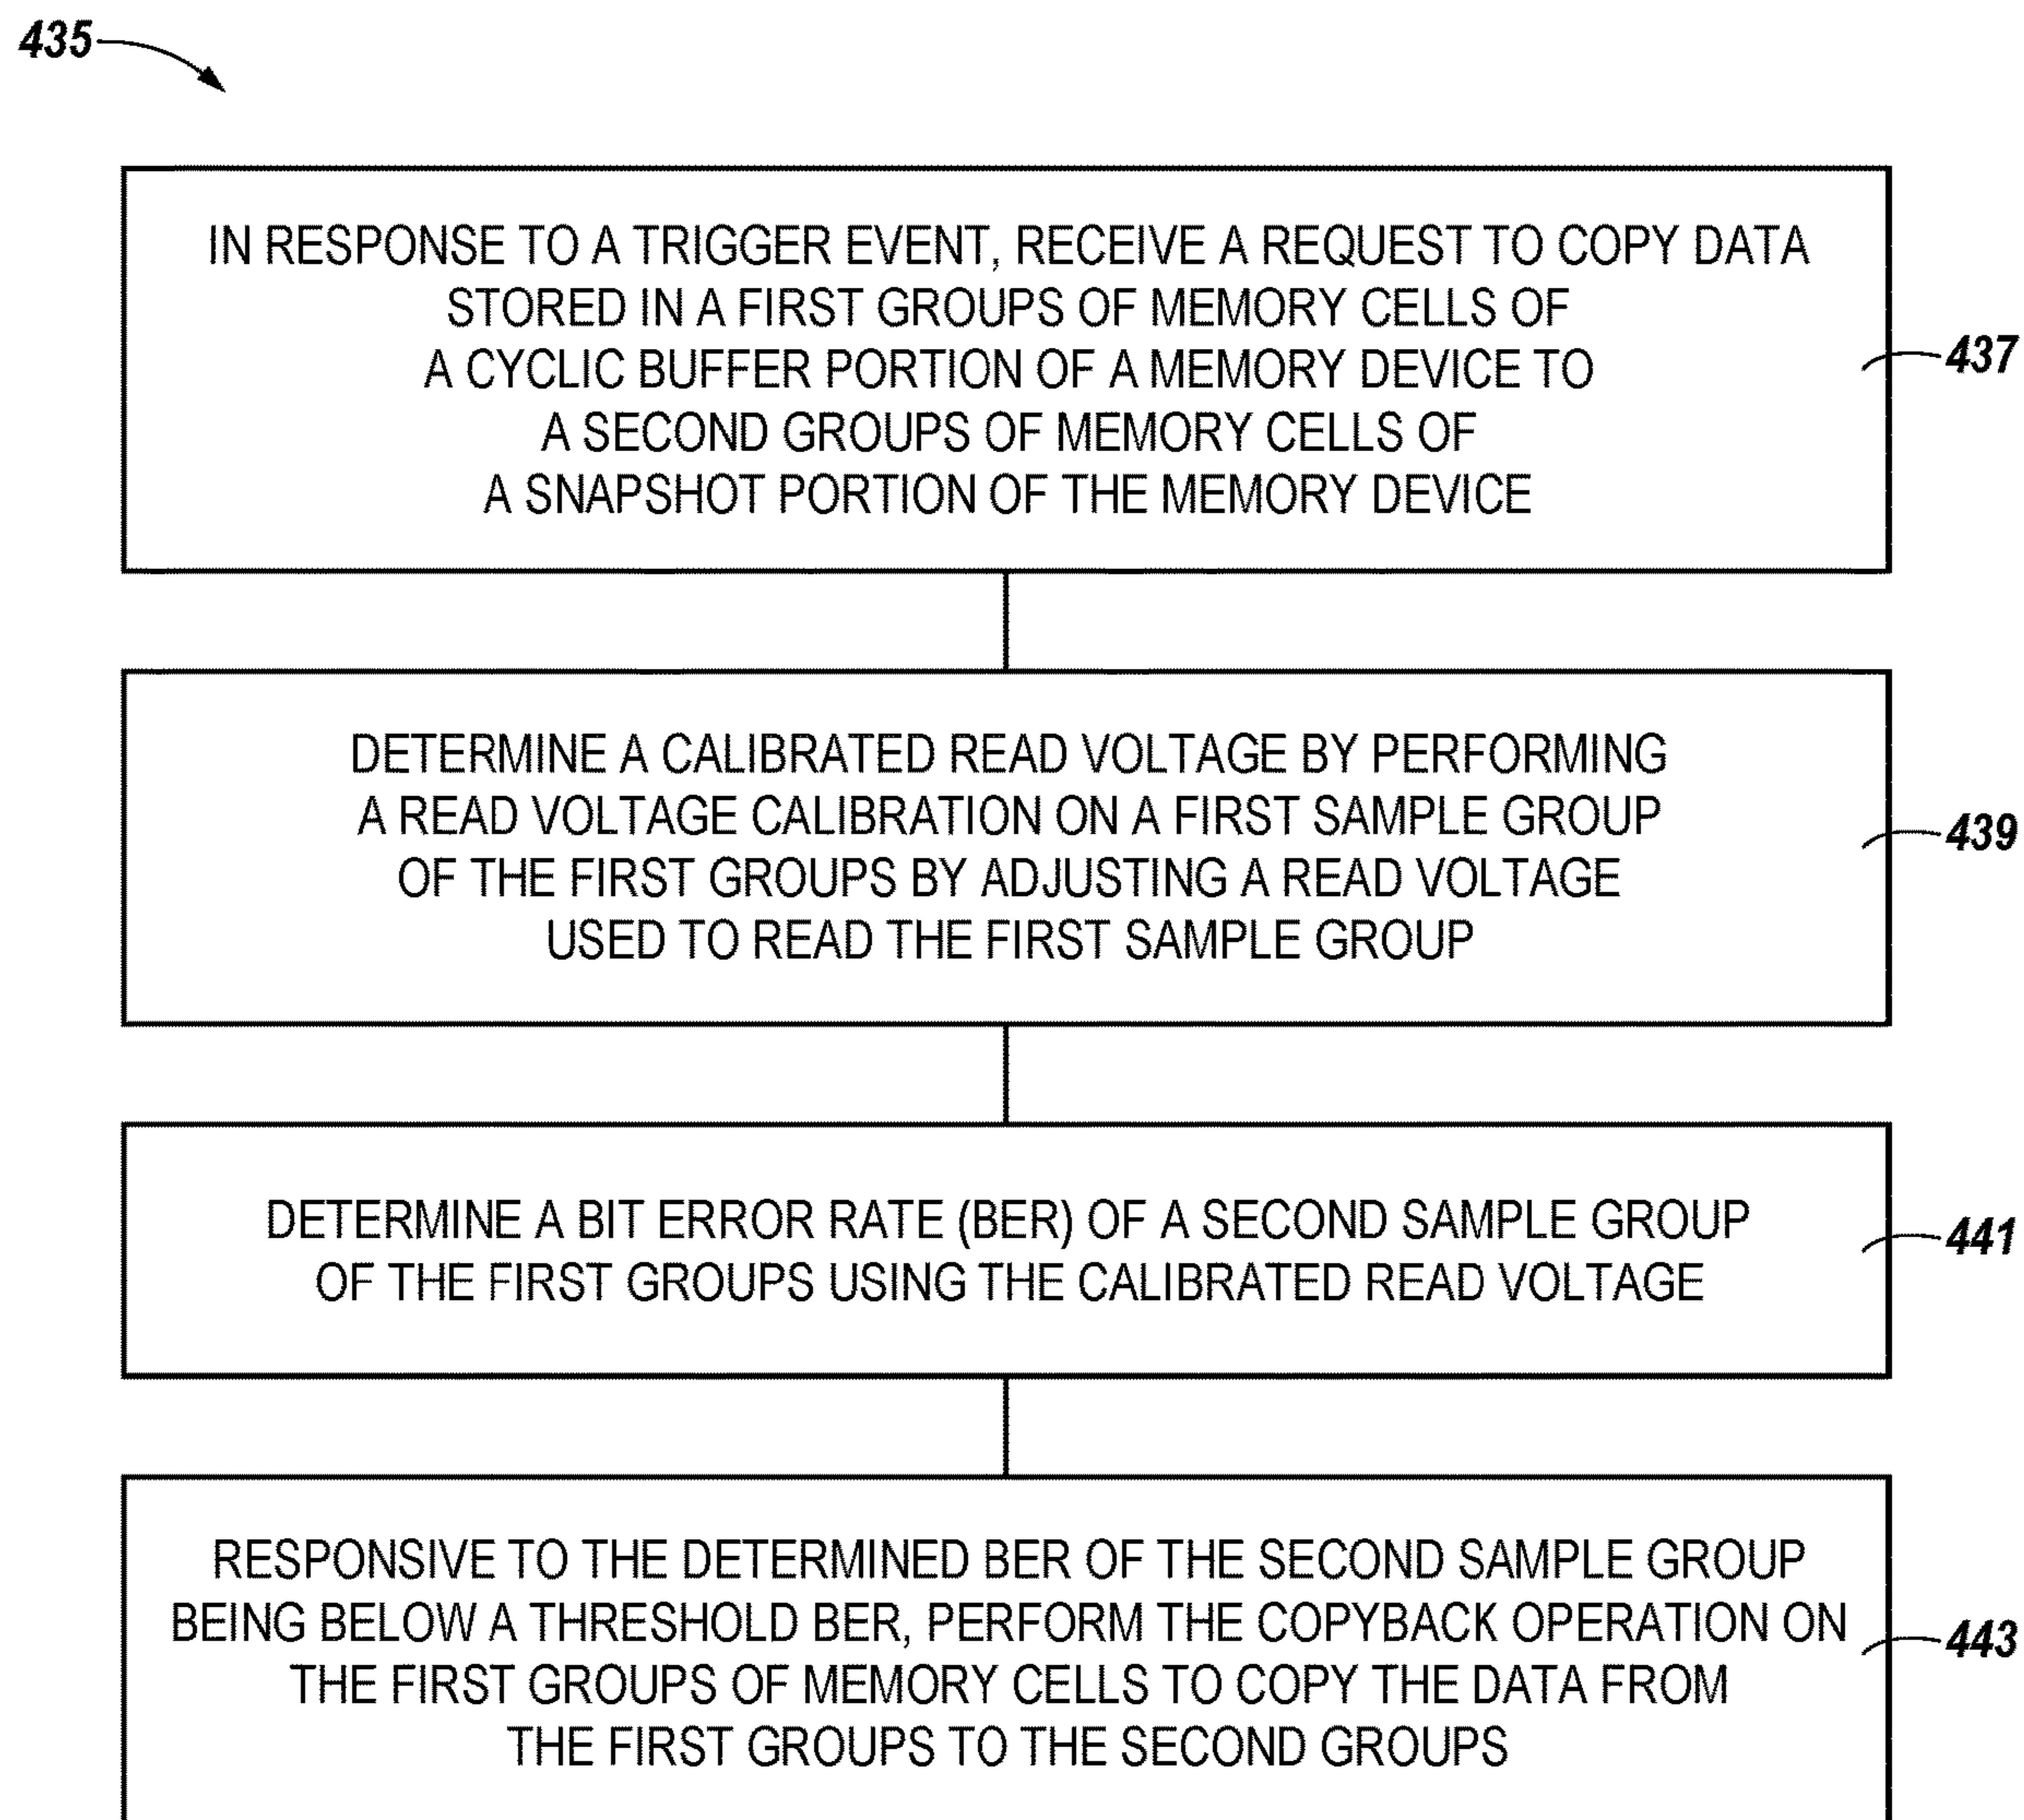 435
IN RESPONSE TO A TRIGGER EVENT, RECEIVE A REQUEST TO COPY DATA
STORED IN A FIRST GROUPS OF MEMORY CELLS OF
A CYCLIC BUFFER PORTION OF A MEMORY DEVICE TO
A SECOND GROUPS OF MEMORY CELLS OF
A SNAPSHOT PORTION OF THE MEMORY DEVICE
437
DETERMINE A CALIBRATED READ VOLTAGE BY PERFORMING
A READ VOLTAGE CALIBRATION ON A FIRST SAMPLE GROUP
OF THE FIRST GROUPS BY ADJUSTING A READ VOLTAGE
USED TO READ THE FIRST SAMPLE GROUP
439
DETERMINE A BIT ERROR RATE (BER) OF A SECOND SAMPLE GROUP
OF THE FIRST GROUPS USING THE CALIBRATED READ VOLTAGE
441
RESPONSIVE TO THE DETERMINED BER OF THE SECOND SAMPLE GROUP
BEING BELOW A THRESHOLD BER, PERFORM THE COPYBACK OPERATION ON
THE FIRST GROUPS OF MEMORY CELLS TO COPY THE DATA FROM
THE FIRST GROUPS TO THE SECOND GROUPS
443